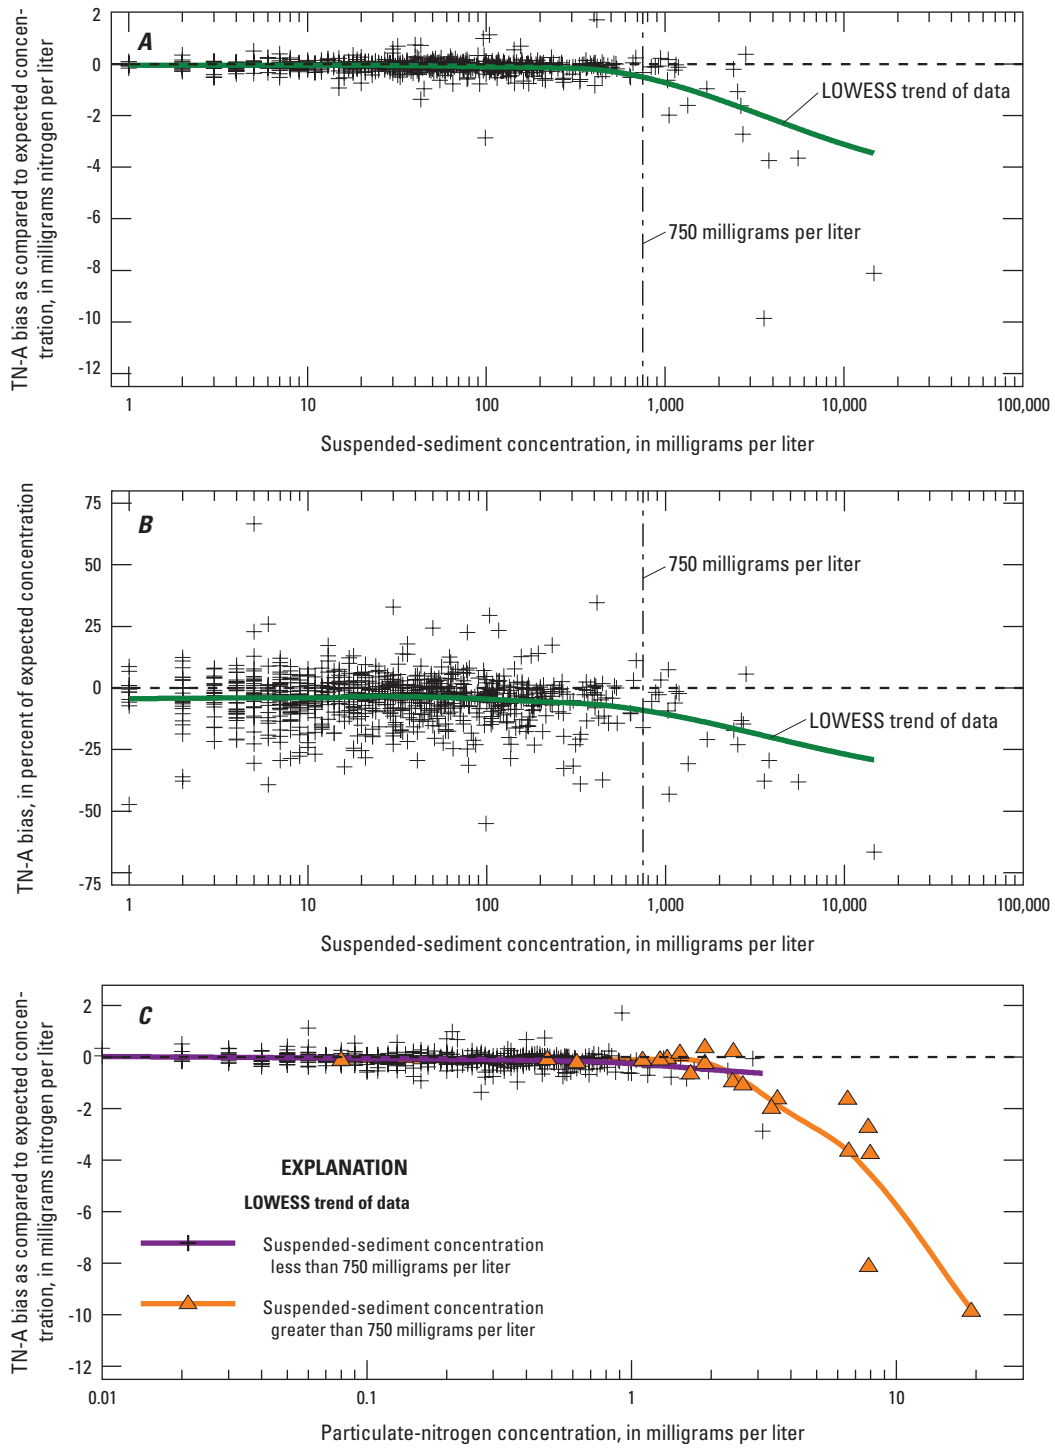 TN-A bias as compared to expected concen-
tration, in milligrams nitrogen per liter
A
2
0
-2
-4
-6
-8
-10
-12
LOWESS trend of data
750 milligrams per liter
1 10 100 1,000 10,000 100,000
Suspended-sediment concentration, in milligrams per liter
TN-A bias, in percent of expected concentration
B
75
50
25
0
-25
-50
-75
750 milligrams per liter
LOWESS trend of data
1 10 100 1,000 10,000 100,000
Suspended-sediment concentration, in milligrams per liter
TN-A bias as compared to expected concen-
tration, in milligrams nitrogen per liter
C
2
0
-2
-4
-6
-8
-10
-12
EXPLANATION
LOWESS trend of data
Suspended-sediment concentration
less than 750 milligrams per liter
Suspended-sediment concentration
greater than 750 milligrams per liter
0.01 0.1 1 10
Particulate-nitrogen concentration, in milligrams per liter